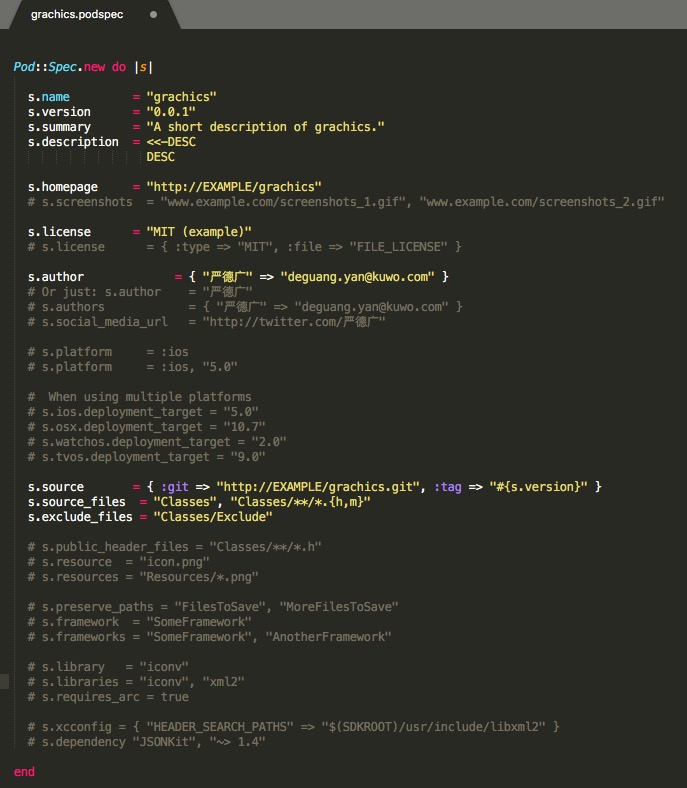 grachics.podspec
Pod::Spec.new do |s|
s.name = "grachics"
s.version = "0.0.1"
s.summary = "A short description of grachics."
s.description = <<-DESC
DESC
s.homepage = "http://EXAMPLE/grachics"
# s.screenshots = "www.example.com/screenshots_1.gif", "www.example.com/screenshots_2.gif"
s.license = "MIT (example)"
# s.license = { :type => "MIT", :file => "FILE_LICENSE" }
s.author = { "严德广" => "deguang.yan@kuwo.com" }
# Or just: s.author = "严德广"
# s.authors = { "严德广" => "deguang.yan@kuwo.com" }
# s.social_media_url = "http://twitter.com/严德广"
# s.platform = :ios
# s.platform = :ios, "5.0"
# When using multiple platforms
# s.ios.deployment_target = "5.0"
# s.osx.deployment_target = "10.7"
# s.watchos.deployment_target = "2.0"
# s.tvos.deployment_target = "9.0"
s.source = { :git => "http://EXAMPLE/grachics.git", :tag => "#{s.version}" }
s.source_files = "Classes", "Classes/**/*.{h,m}"
s.exclude_files = "Classes/Exclude"
# s.public_header_files = "Classes/**/*.h"
# s.resource = "icon.png"
# s.resources = "Resources/*.png"
# s.preserve_paths = "FilesToSave", "MoreFilesToSave"
# s.framework = "SomeFramework"
# s.frameworks = "SomeFramework", "AnotherFramework"
# s.library = "iconv"
# s.libraries = "iconv", "xml2"
# s.requires_arc = true
# s.xcconfig = { "HEADER_SEARCH_PATHS" => "$(SDKROOT)/usr/include/libxml2" }
# s.dependency "JSONKit", "~> 1.4"
end